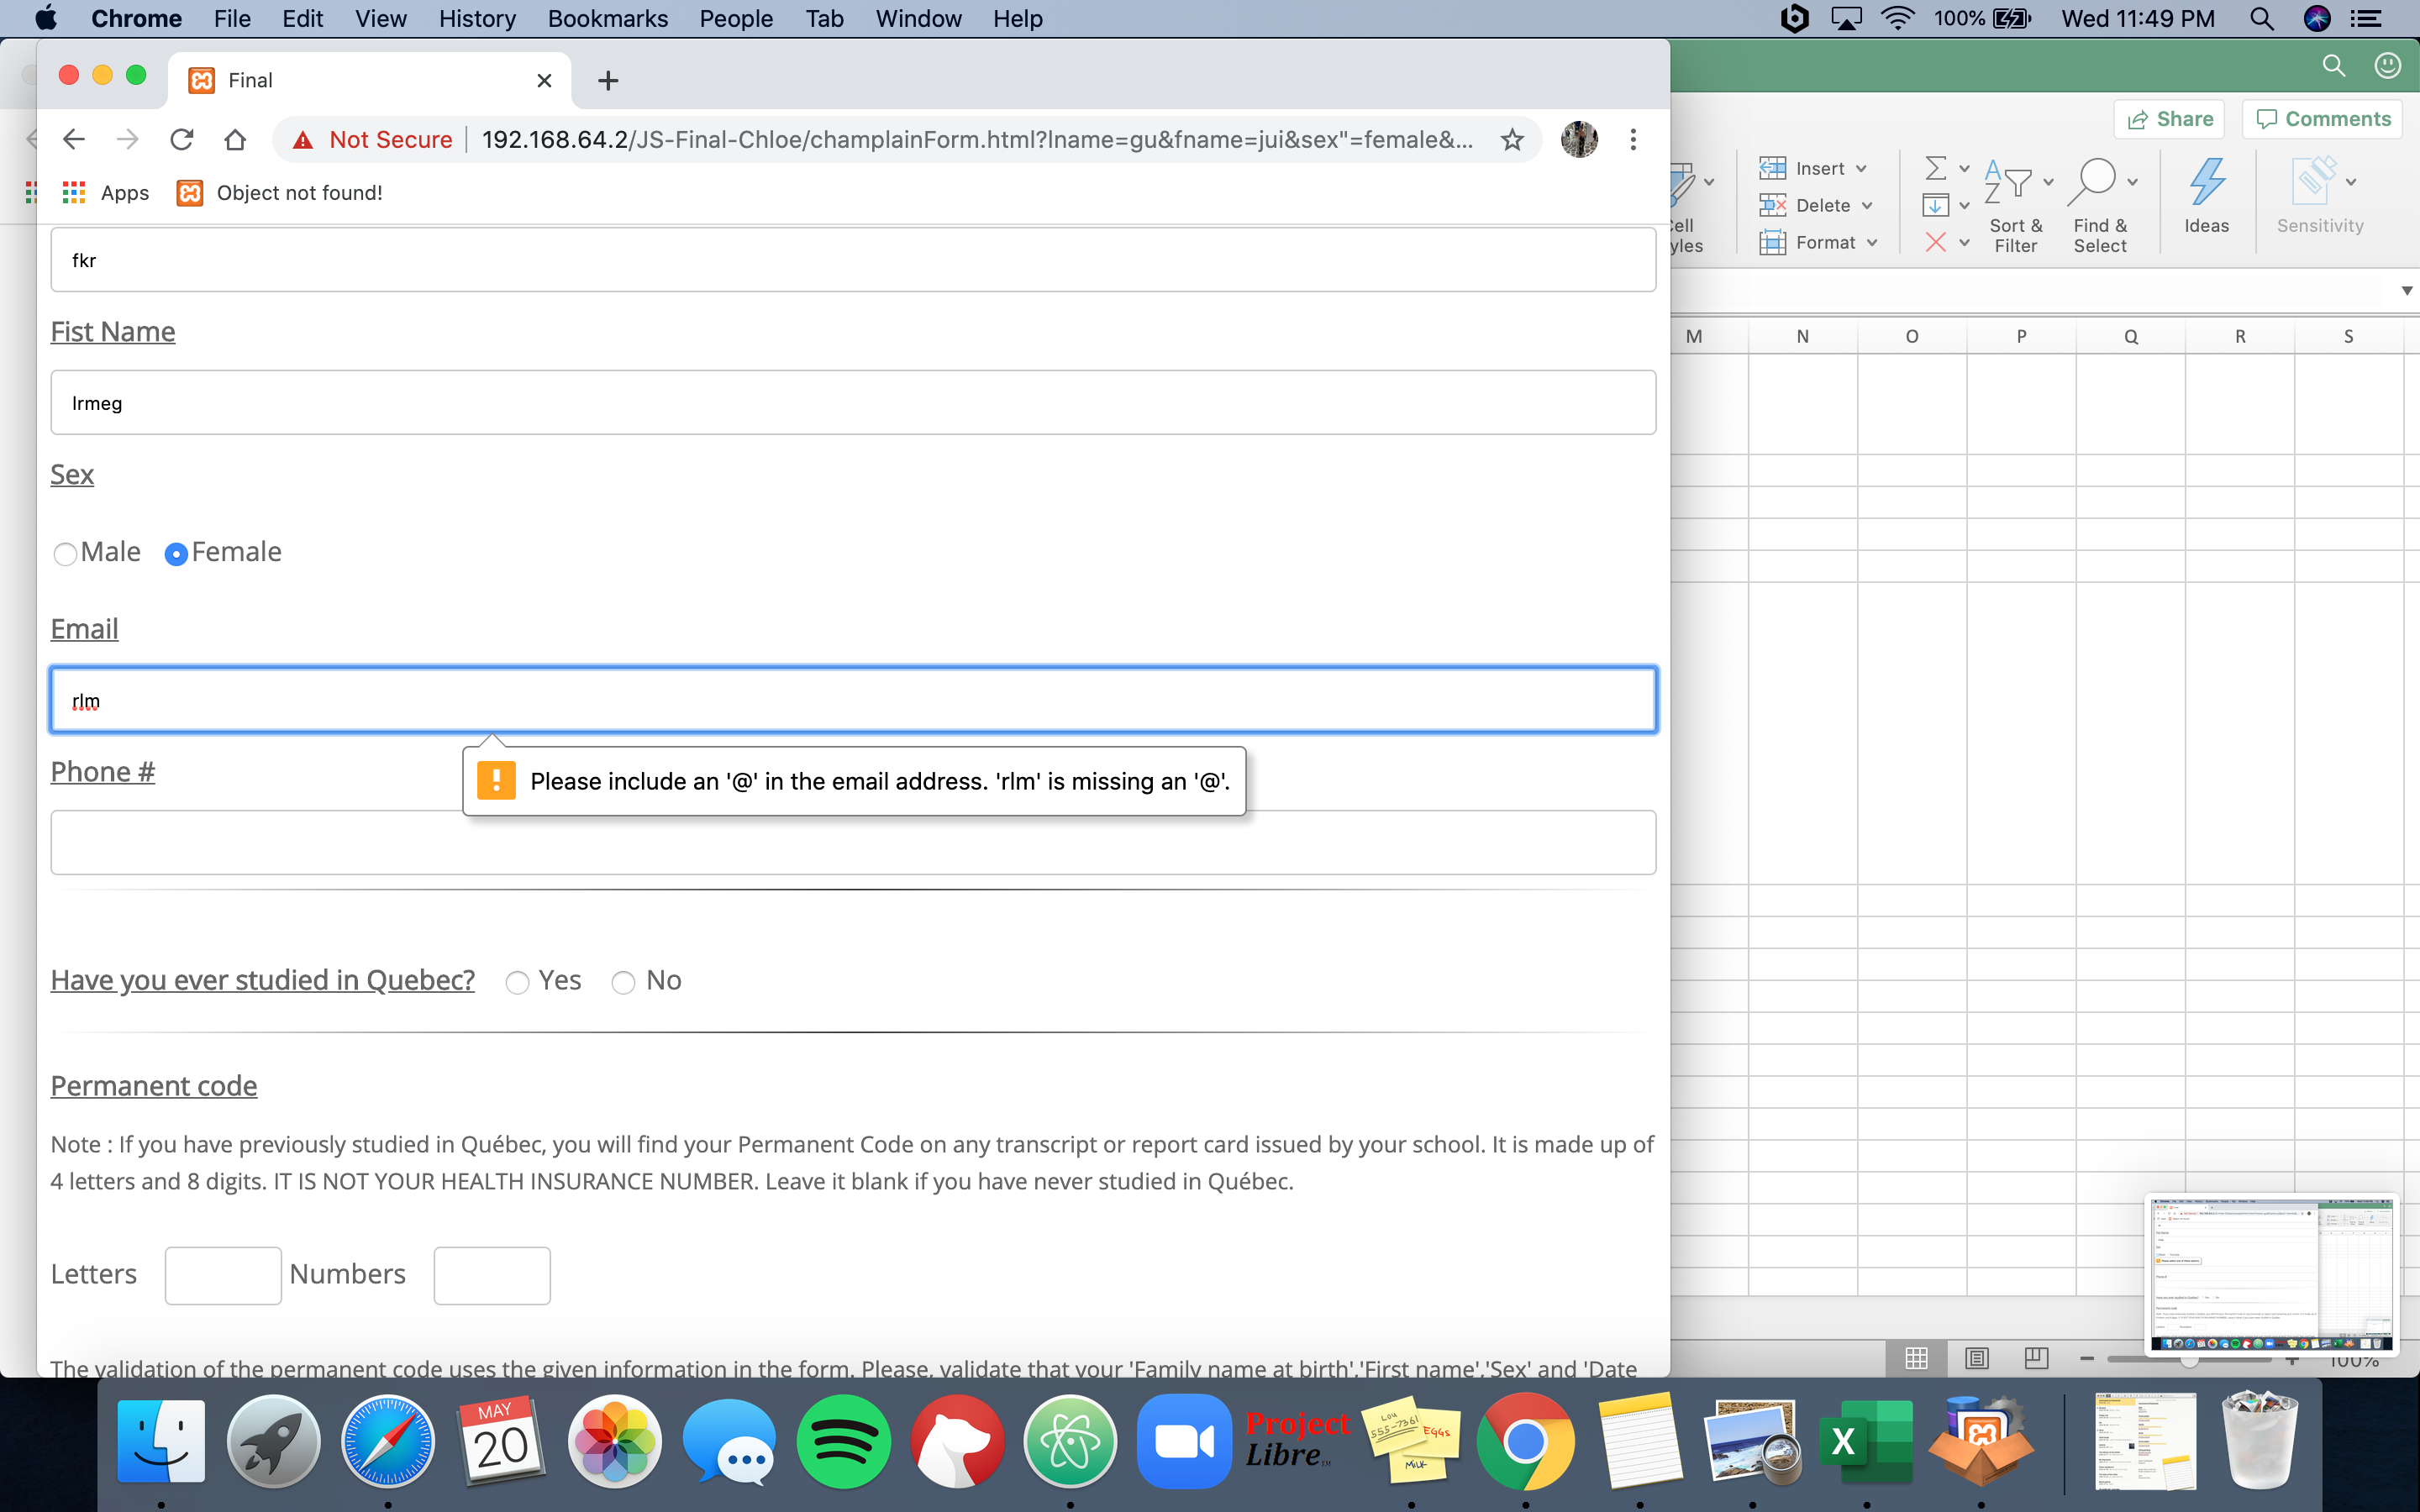 Chrome File Edit View History Bookmarks People Tab Window Help 100% Wed 11:49 PM
Final
Not Secure 192.168.64.2/JS-Final-Chloe/champlainForm.html?lname=gu&fname=jui&sex"=female&...
Apps Object not found!
Share Comments
Insert
Delete
Format
Sort & Filter
Find & Select
Ideas
Sensitivity
M N O P Q R S
fkr
Fist Name
lrmeg
Sex
Male Female
Email
rlm
Please include an '@' in the email address. 'rlm' is missing an '@'.
Phone #
Have you ever studied in Quebec? Yes No
Permanent code
Note : If you have previously studied in Québec, you will find your Permanent Code on any transcript or report card issued by your school. It is made up of
4 letters and 8 digits. IT IS NOT YOUR HEALTH INSURANCE NUMBER. Leave it blank if you have never studied in Québec.
Letters Numbers
The validation of the permanent code uses the given information in the form. Please, validate that your 'Family name at birth','First name','Sex' and 'Date
100%
MAY
20
Project
Libre
LOU
555-7361
EGGS
MILK
X